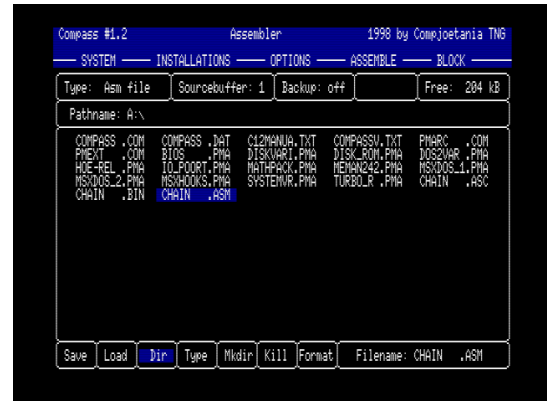 Compass #1.2 Assembler 1998 by Compjoetania TNG
SYSTEM INSTALLATIONS OPTIONS ASSEMBLE BLOCK
Type: Asm file Sourcebuffer: 1 Backup: off Free: 204 kB
Pathname: A:\
COMPASS .COM COMPASS .DAT C12MANUA.TXT COMPASSV.TXT PMARC .COM
PMEXT .COM BIOS .PMA DISKVARI.PMA DISK_ROM.PMA DOS2VAR .PMA
HOE-REL .PMA IO_POORT.PMA MATHPACK.PMA MEMAN242.PMA MSXDOS_1.PMA
MSXDOS_2.PMA MSXHOOKS.PMA SYSTEMVR.PMA TURBO_R .PMA CHAIN .ASC
CHAIN .BIN CHAIN .ASM
Save Load Dir Type Mkdir Kill Format Filename: CHAIN .ASM